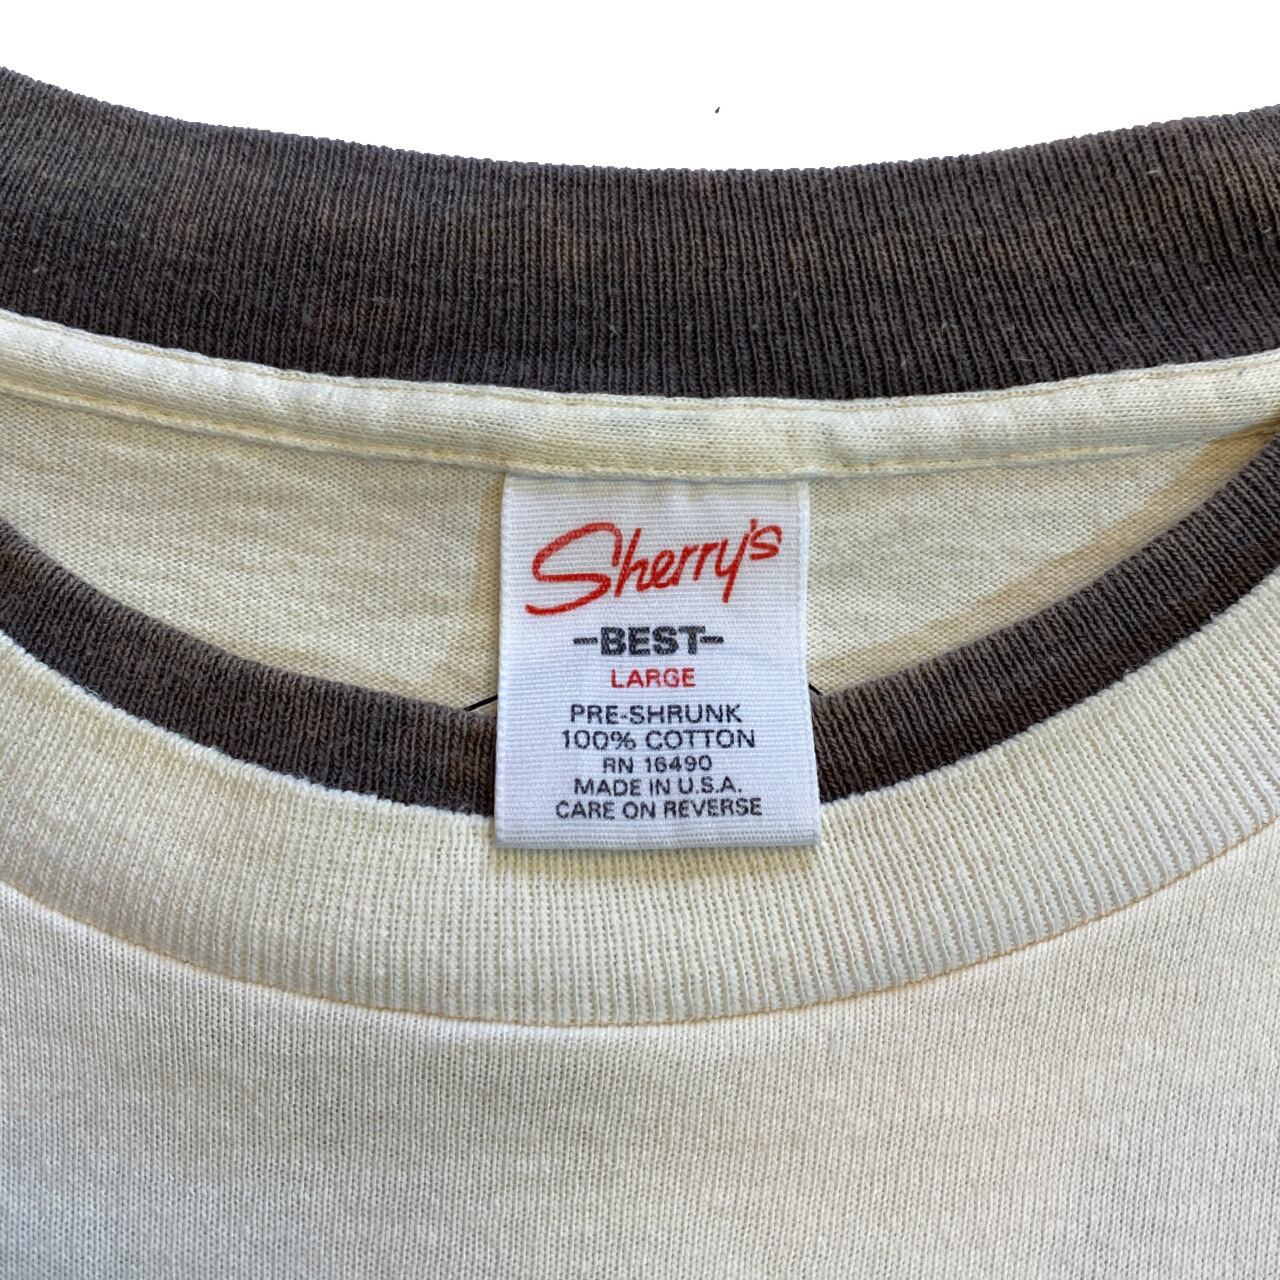 Sherry's
-BEST-
LARGE
PRE-SHRUNK
100% COTTON
RN 16490
MADE IN U.S.A.
CARE ON REVERSE